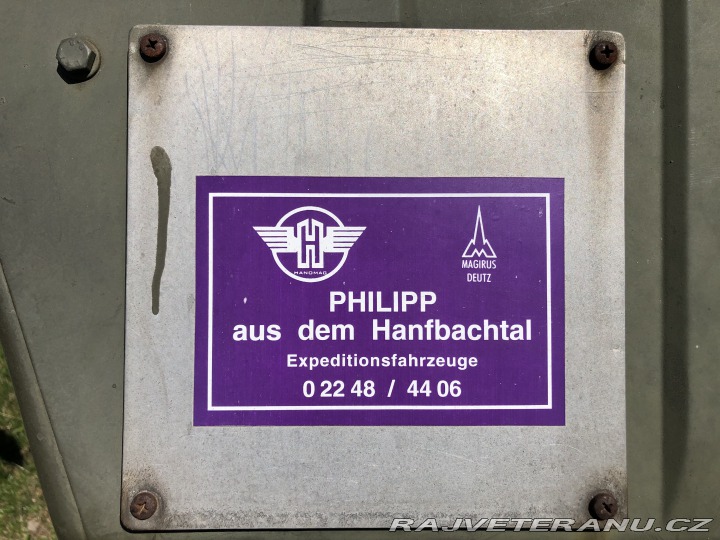 HANOMAG
MAGIRUS
DEUTZ
PHILIPP
aus dem Hanfbachtal
Expeditionsfahrzeuge
0 22 48 / 44 06
RAJVETERANU.CZ